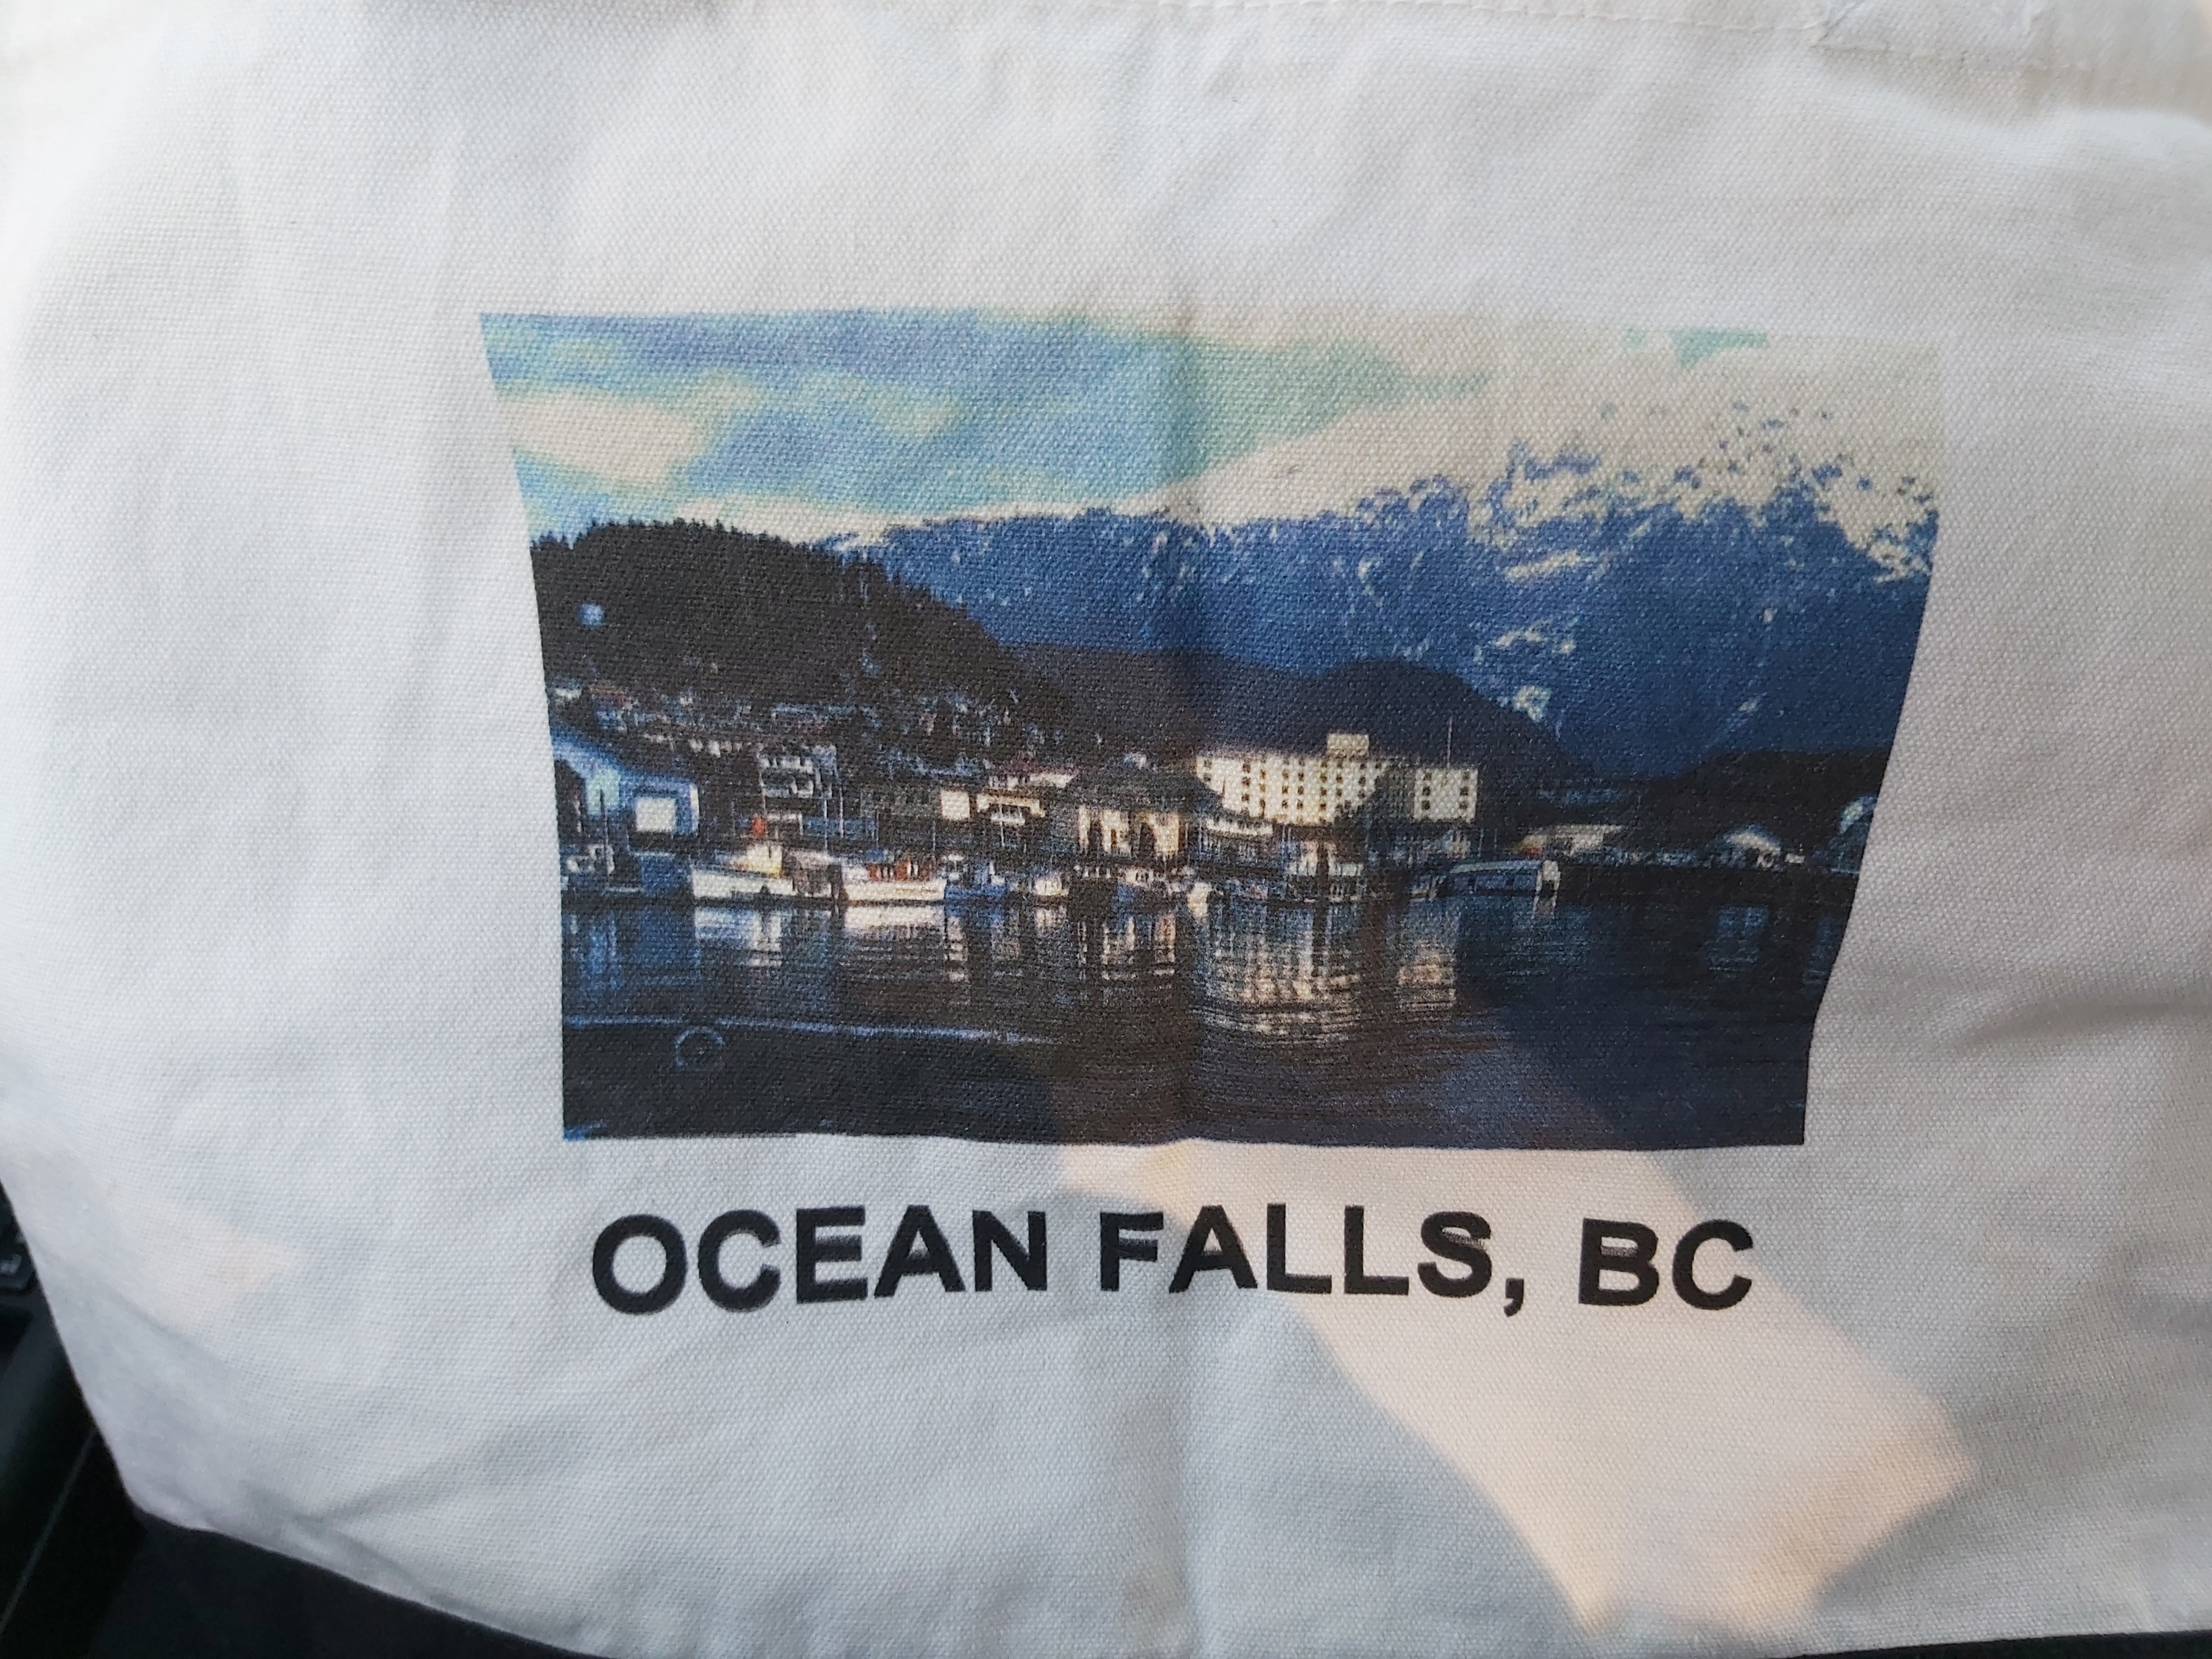 OCEAN FALLS, BC